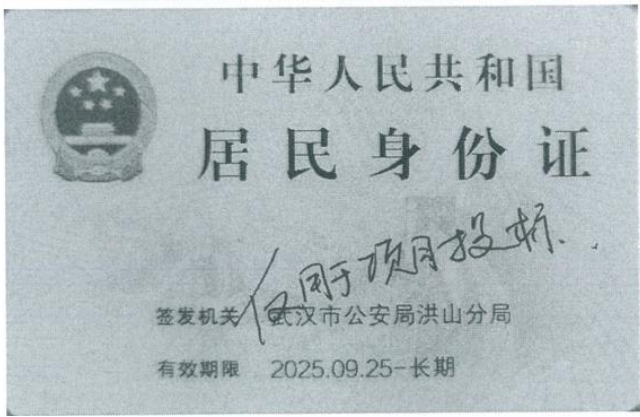 中华人民共和国
居民身份证
仅用于项目投标.
签发机关 武汉市公安局洪山分局
有效期限 2025.09.25-长期